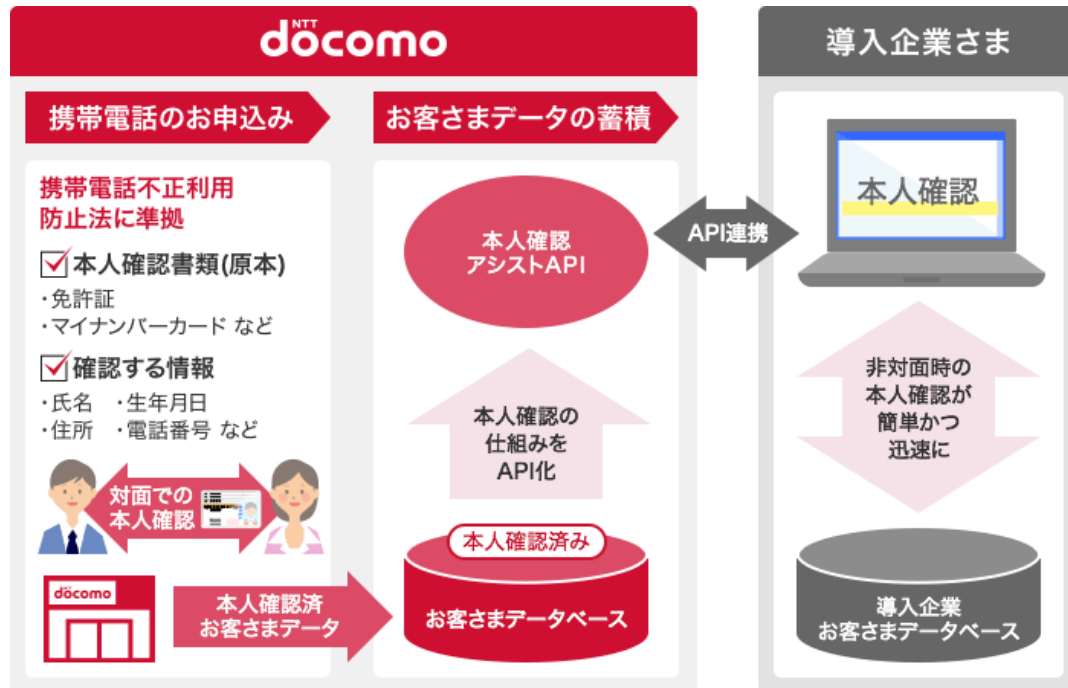 NTT
döcomo
導入企業さま
携帯電話のお申込み
お客さまデータの蓄積
携帯電話不正利用
防止法に準拠
本人確認書類(原本)
・免許証
・マイナンバーカード など
確認する情報
・氏名 ・生年月日
・住所 ・電話番号 など
対面での
本人確認
döcomo
本人確認済
お客さまデータ
本人確認
アシストAPI
本人確認の
仕組みを
API化
本人確認済み
お客さまデータベース
API連携
本人確認
非対面時の
本人確認が
簡単かつ
迅速に
導入企業
お客さまデータベース